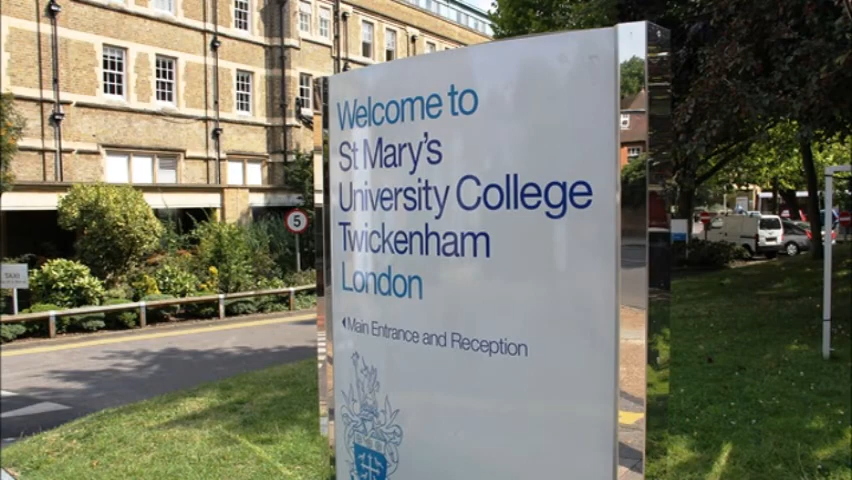 Welcome to
St Mary's
University College
Twickenham
London
Main Entrance and Reception
5
TAXI